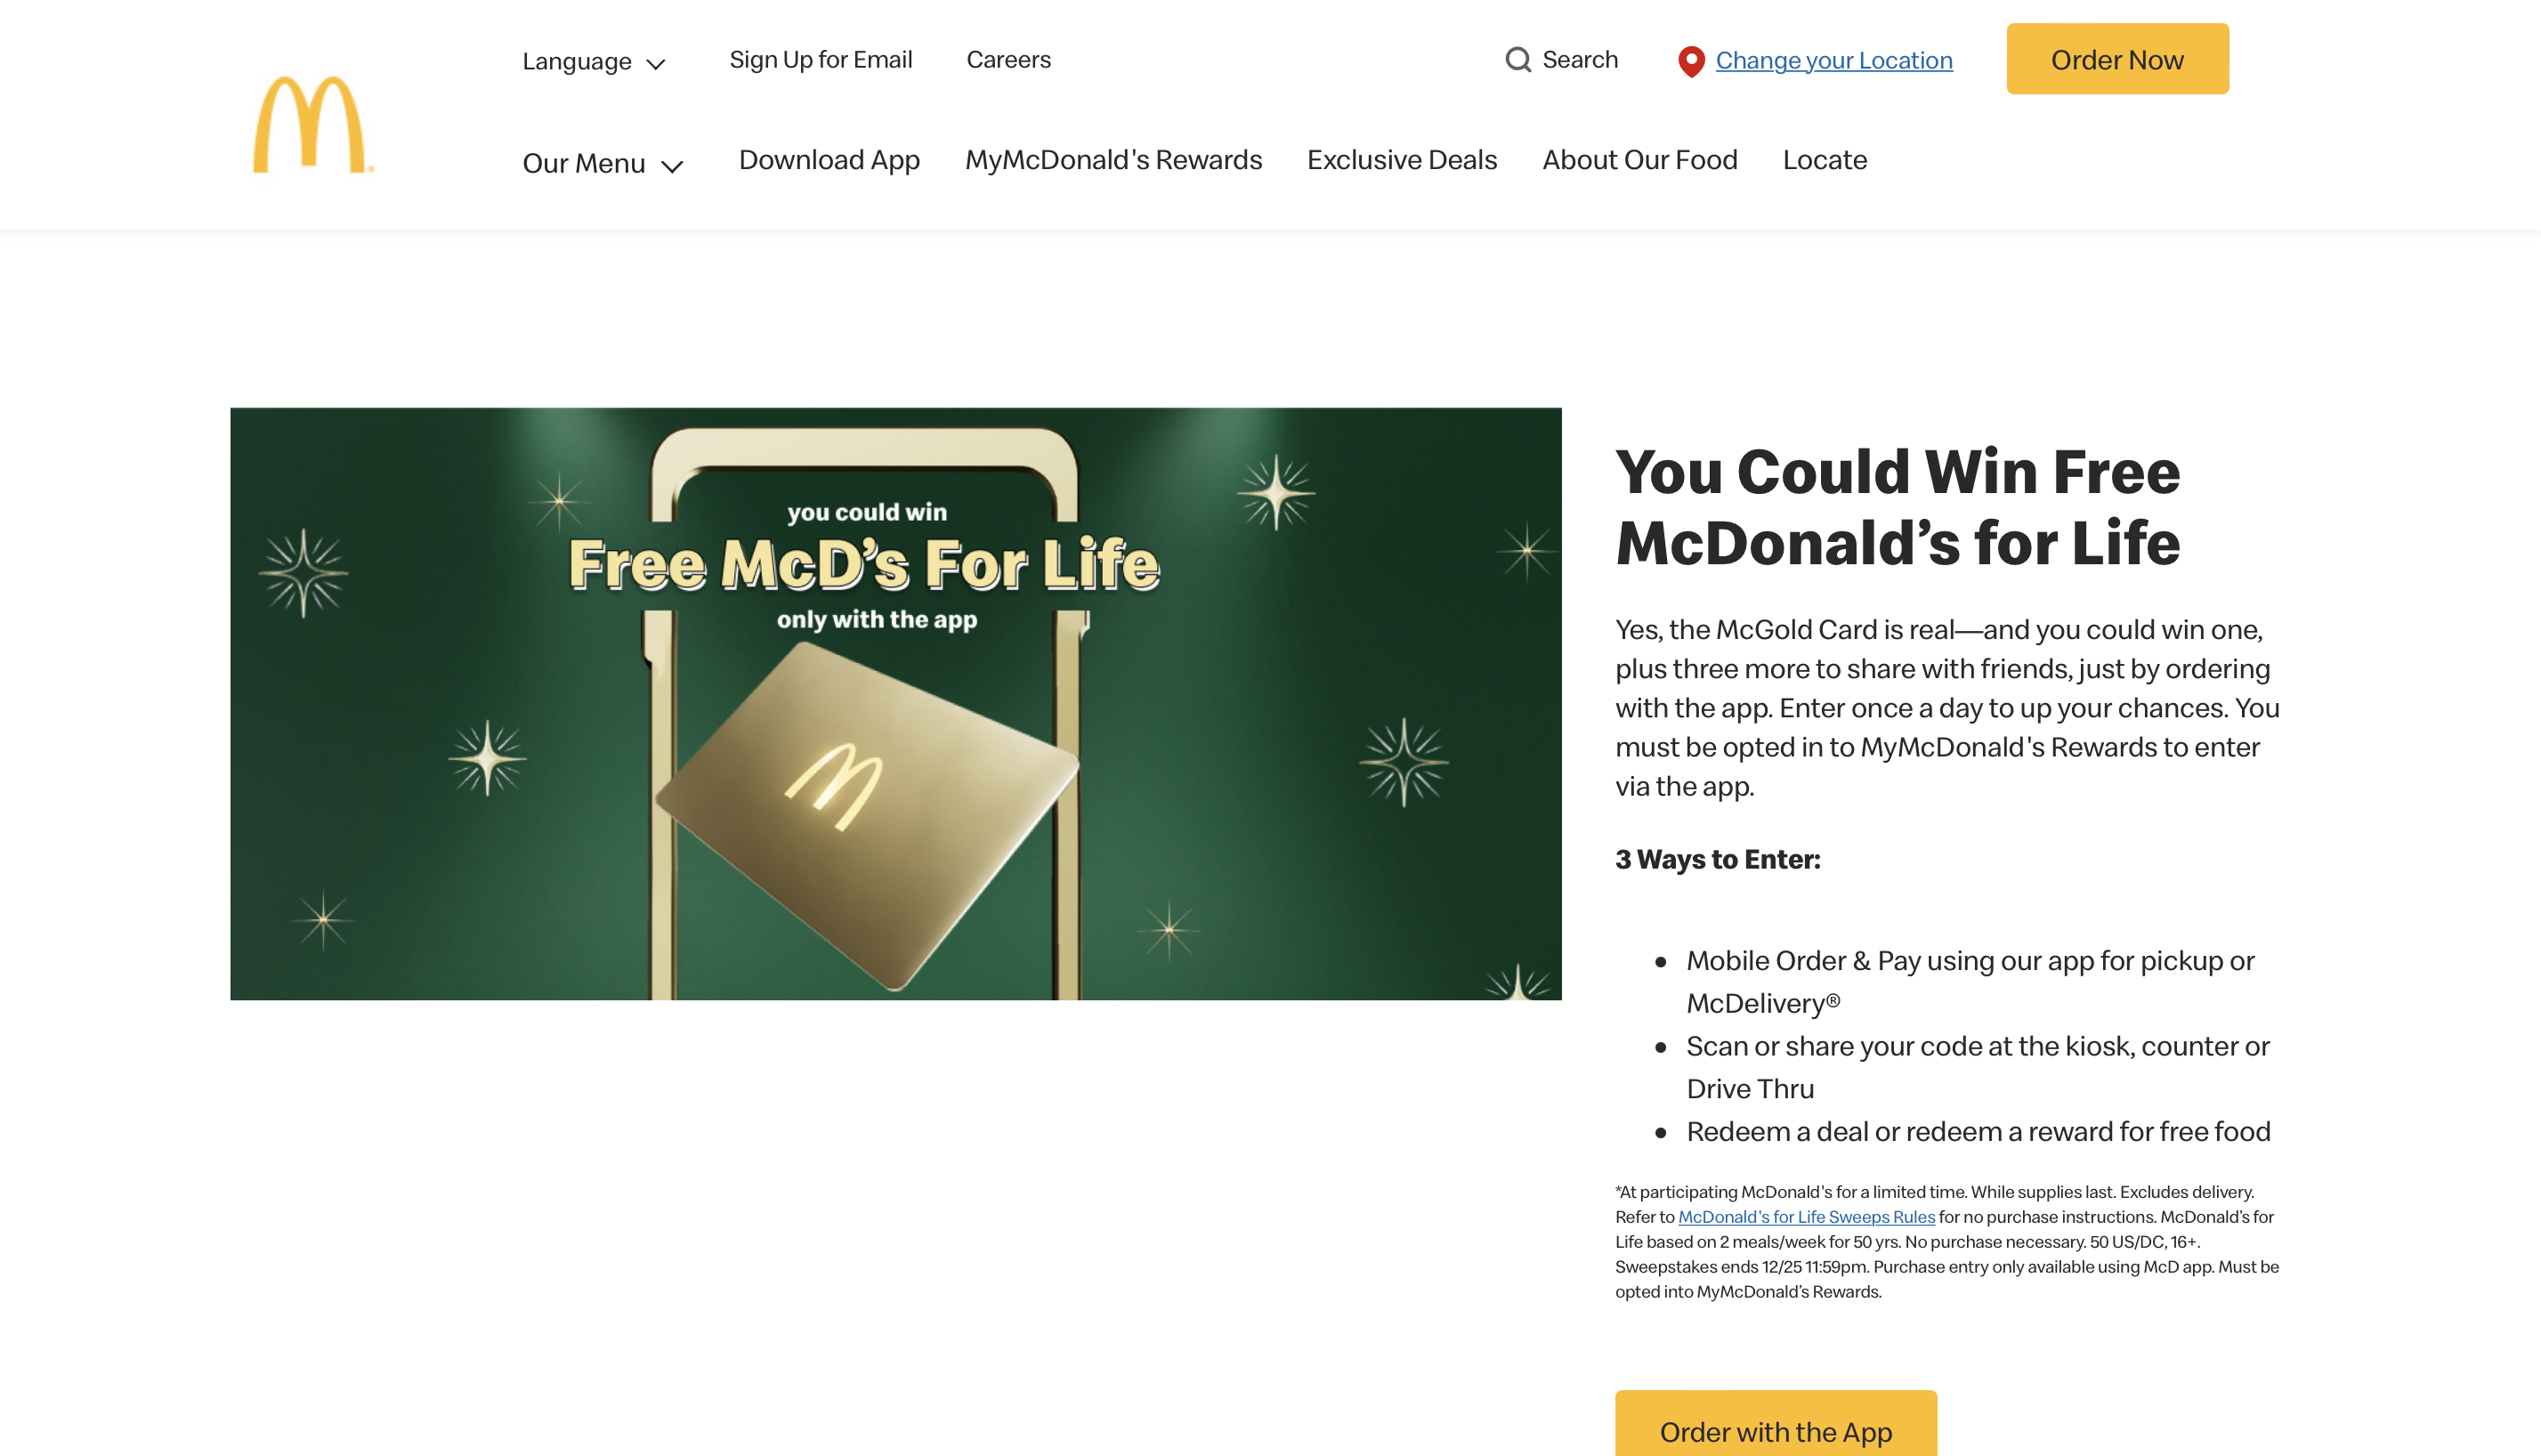 Language
Sign Up for Email
Careers
Search
Change your Location
Order Now
Our Menu
Download App
MyMcDonald's Rewards
Exclusive Deals
About Our Food
Locate
you could win
Free McD’s For Life
only with the app
You Could Win Free
McDonald’s for Life
Yes, the McGold Card is real—and you could win one,
plus three more to share with friends, just by ordering
with the app. Enter once a day to up your chances. You
must be opted in to MyMcDonald's Rewards to enter
via the app.
3 Ways to Enter:
• Mobile Order & Pay using our app for pickup or
McDelivery®
• Scan or share your code at the kiosk, counter or
Drive Thru
• Redeem a deal or redeem a reward for free food
*At participating McDonald's for a limited time. While supplies last. Excludes delivery.
Refer to McDonald's for Life Sweeps Rules for no purchase instructions. McDonald’s for
Life based on 2 meals/week for 50 yrs. No purchase necessary. 50 US/DC, 16+.
Sweepstakes ends 12/25 11:59pm. Purchase entry only available using McD app. Must be
opted into MyMcDonald’s Rewards.
Order with the App